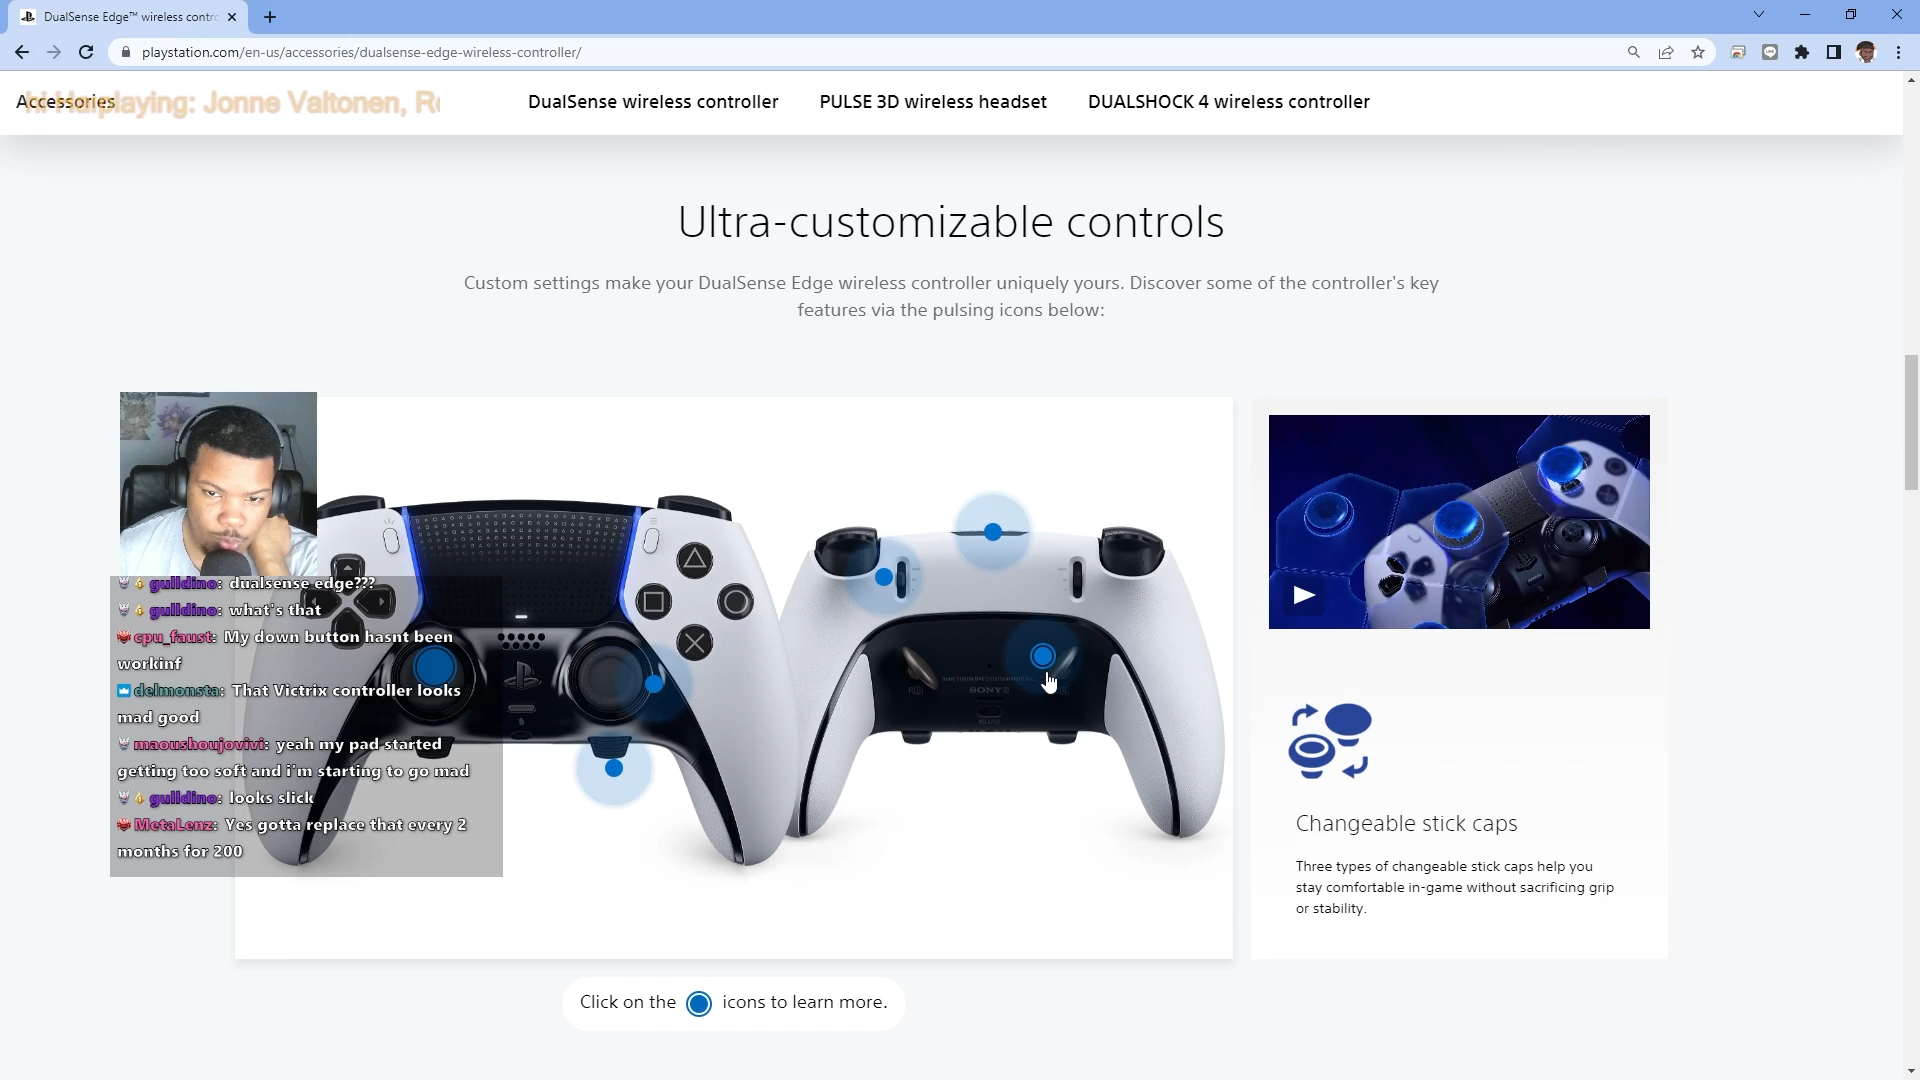 DualSense Edge™ wireless contro
playstation.com/en-us/accessories/dualsense-edge-wireless-controller/
Accessories
playing: Jonne Valtonen, Ro
DualSense wireless controller
PULSE 3D wireless headset
DUALSHOCK 4 wireless controller
Ultra-customizable controls
Custom settings make your DualSense Edge wireless controller uniquely yours. Discover some of the controller's key
features via the pulsing icons below:
gulldino: dualsense edge???
gulldino: what's that
cpu_faust: My down button hasnt been
workinf
delmonsta: That Victrix controller looks
mad good
maoushoujovivi: yeah my pad started
getting too soft and i'm starting to go mad
gulldino: looks slick
MetaLenz: Yes gotta replace that every 2
months for 200
SONY
RELEASE
Changeable stick caps
Three types of changeable stick caps help you
stay comfortable in-game without sacrificing grip
or stability.
Click on the icons to learn more.